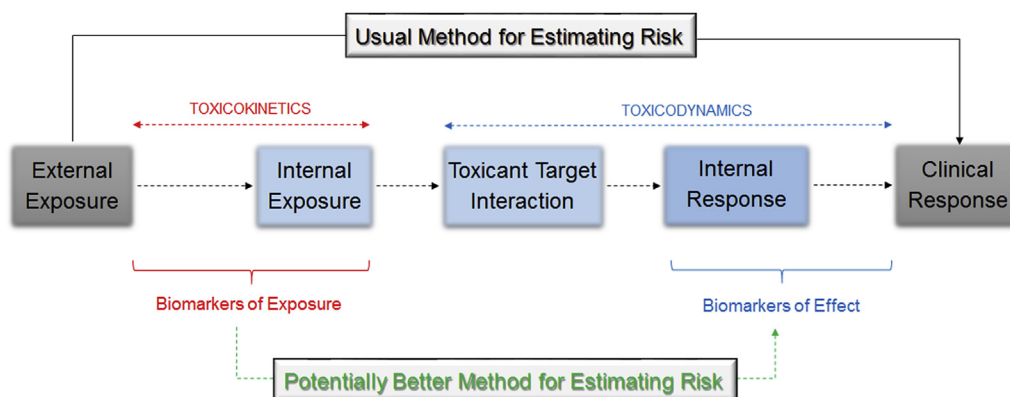 Usual Method for Estimating Risk
TOXICOKINETICS
TOXICODYNAMICS
External
Exposure
Internal
Exposure
Toxicant Target
Interaction
Internal
Response
Clinical
Response
Biomarkers of Exposure
Biomarkers of Effect
Potentially Better Method for Estimating Risk